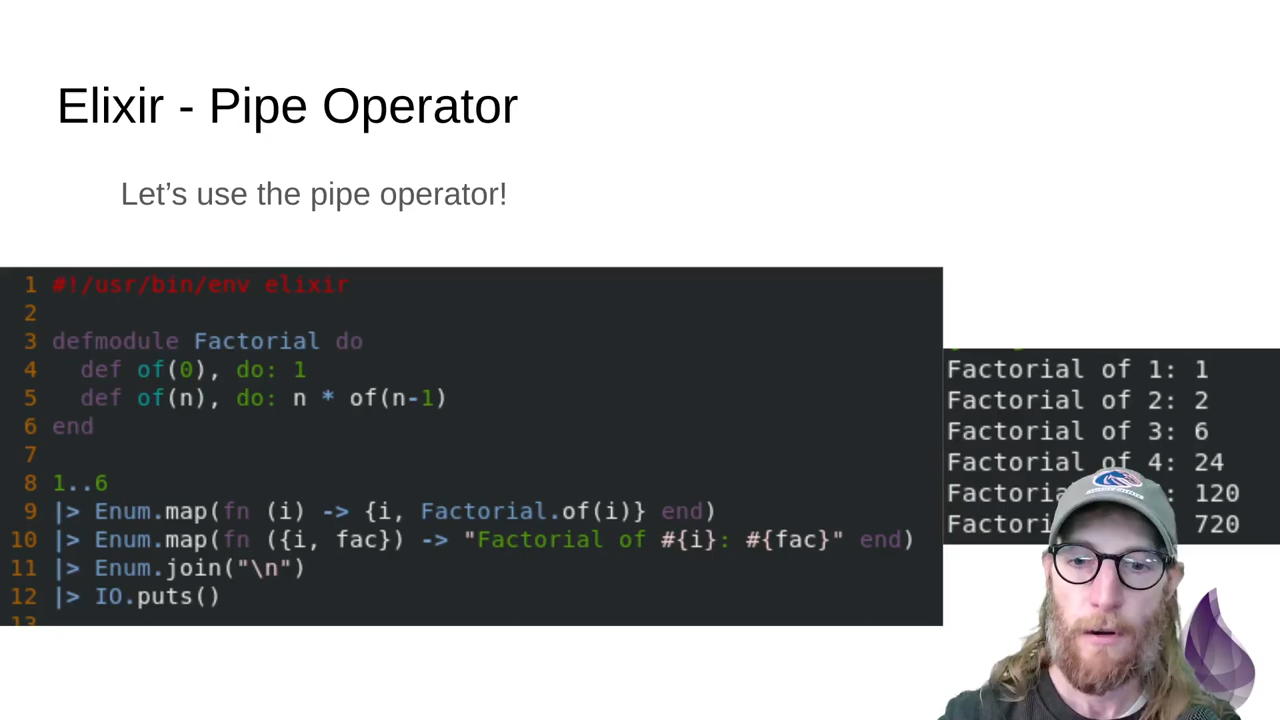 Elixir - Pipe Operator
Let’s use the pipe operator!
1 #!/usr/bin/env elixir
2
3 defmodule Factorial do
4   def of(0), do: 1
5   def of(n), do: n * of(n-1)
6 end
7
8 1..6
9 |> Enum.map(fn (i) -> {i, Factorial.of(i)} end)
10 |> Enum.map(fn ({i, fac}) -> "Factorial of #{i}: #{fac}" end)
11 |> Enum.join("\n")
12 |> IO.puts()
13
Factorial of 1: 1
Factorial of 2: 2
Factorial of 3: 6
Factorial of 4: 24
: 120
: 720